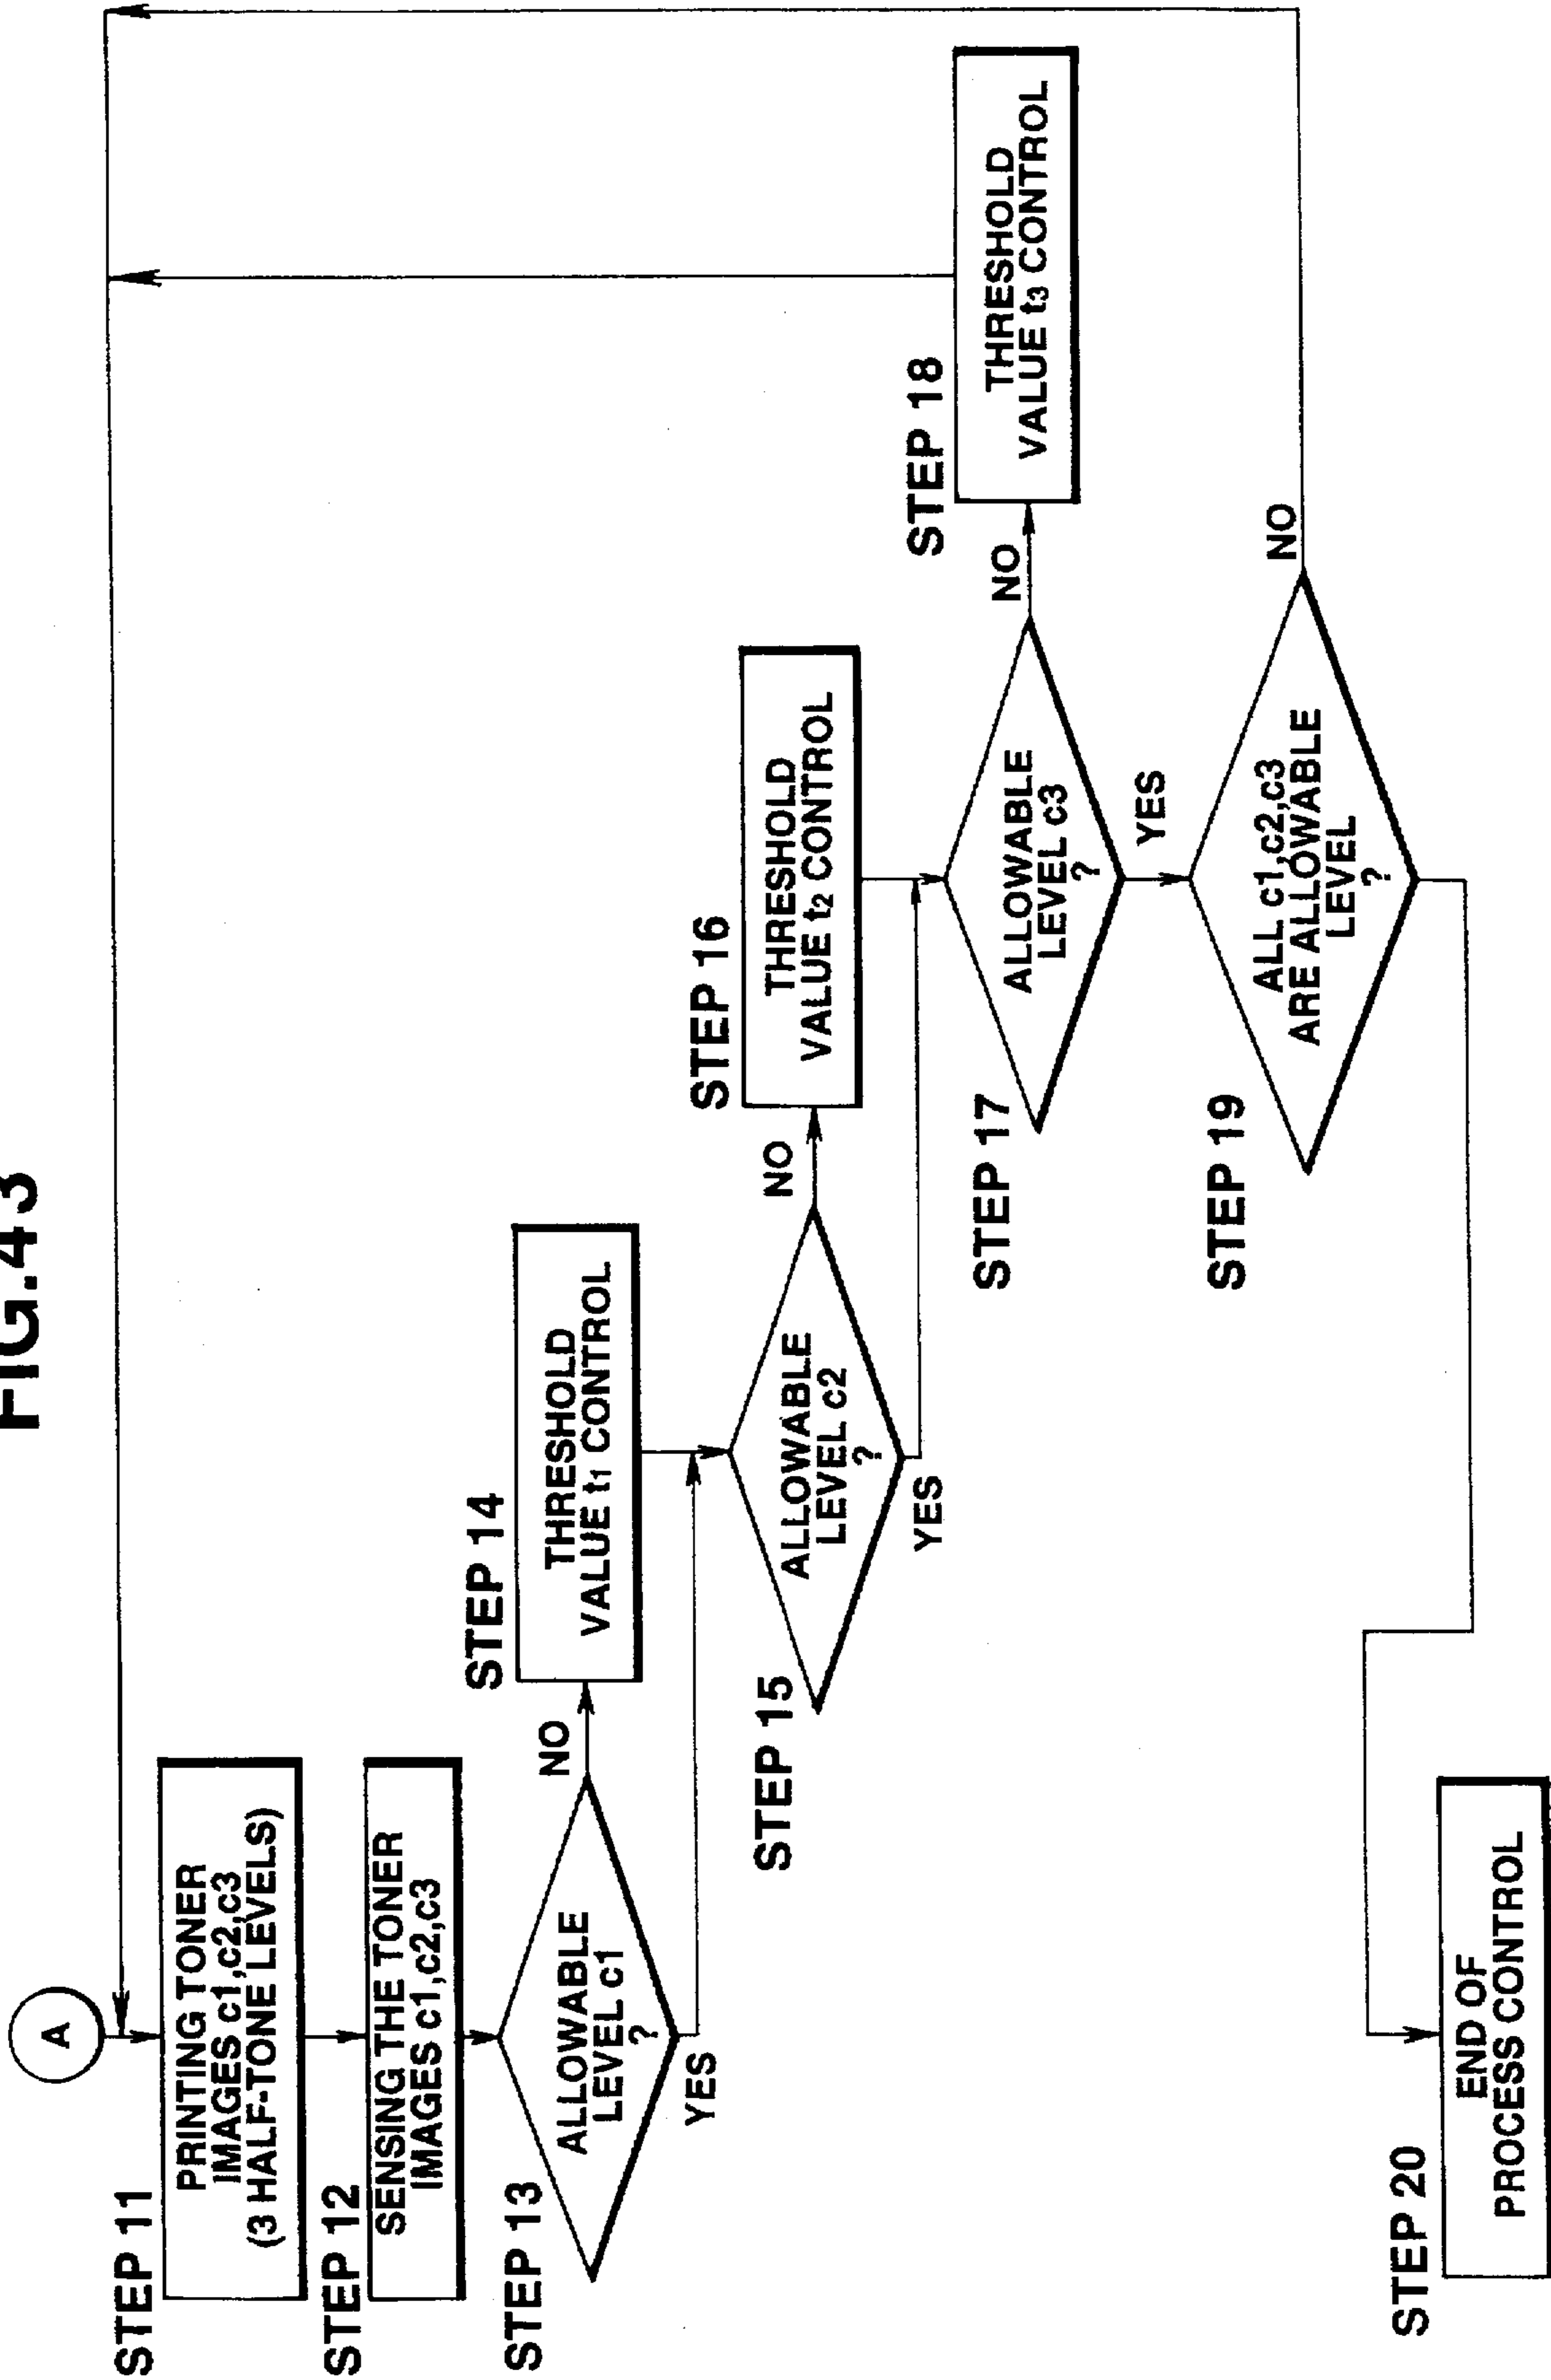 FIG.43
A
STEP 11
PRINTING TONER
IMAGES c1,c2,c3
(3 HALF-TONE LEVELS)
STEP 12
SENSING THE TONER
IMAGES c1,c2,c3
STEP 13
ALLOWABLE
LEVEL c1
?
NO
YES
STEP 14
THRESHOLD
VALUE t1 CONTROL
STEP 15
ALLOWABLE
LEVEL c2
?
NO
YES
STEP 16
THRESHOLD
VALUE t2 CONTROL
STEP 17
ALLOWABLE
LEVEL c3
?
NO
YES
STEP 18
THRESHOLD
VALUE t3 CONTROL
STEP 19
ALL c1,c2,c3
ARE ALLOWABLE
LEVEL
?
NO
STEP 20
END OF
PROCESS CONTROL